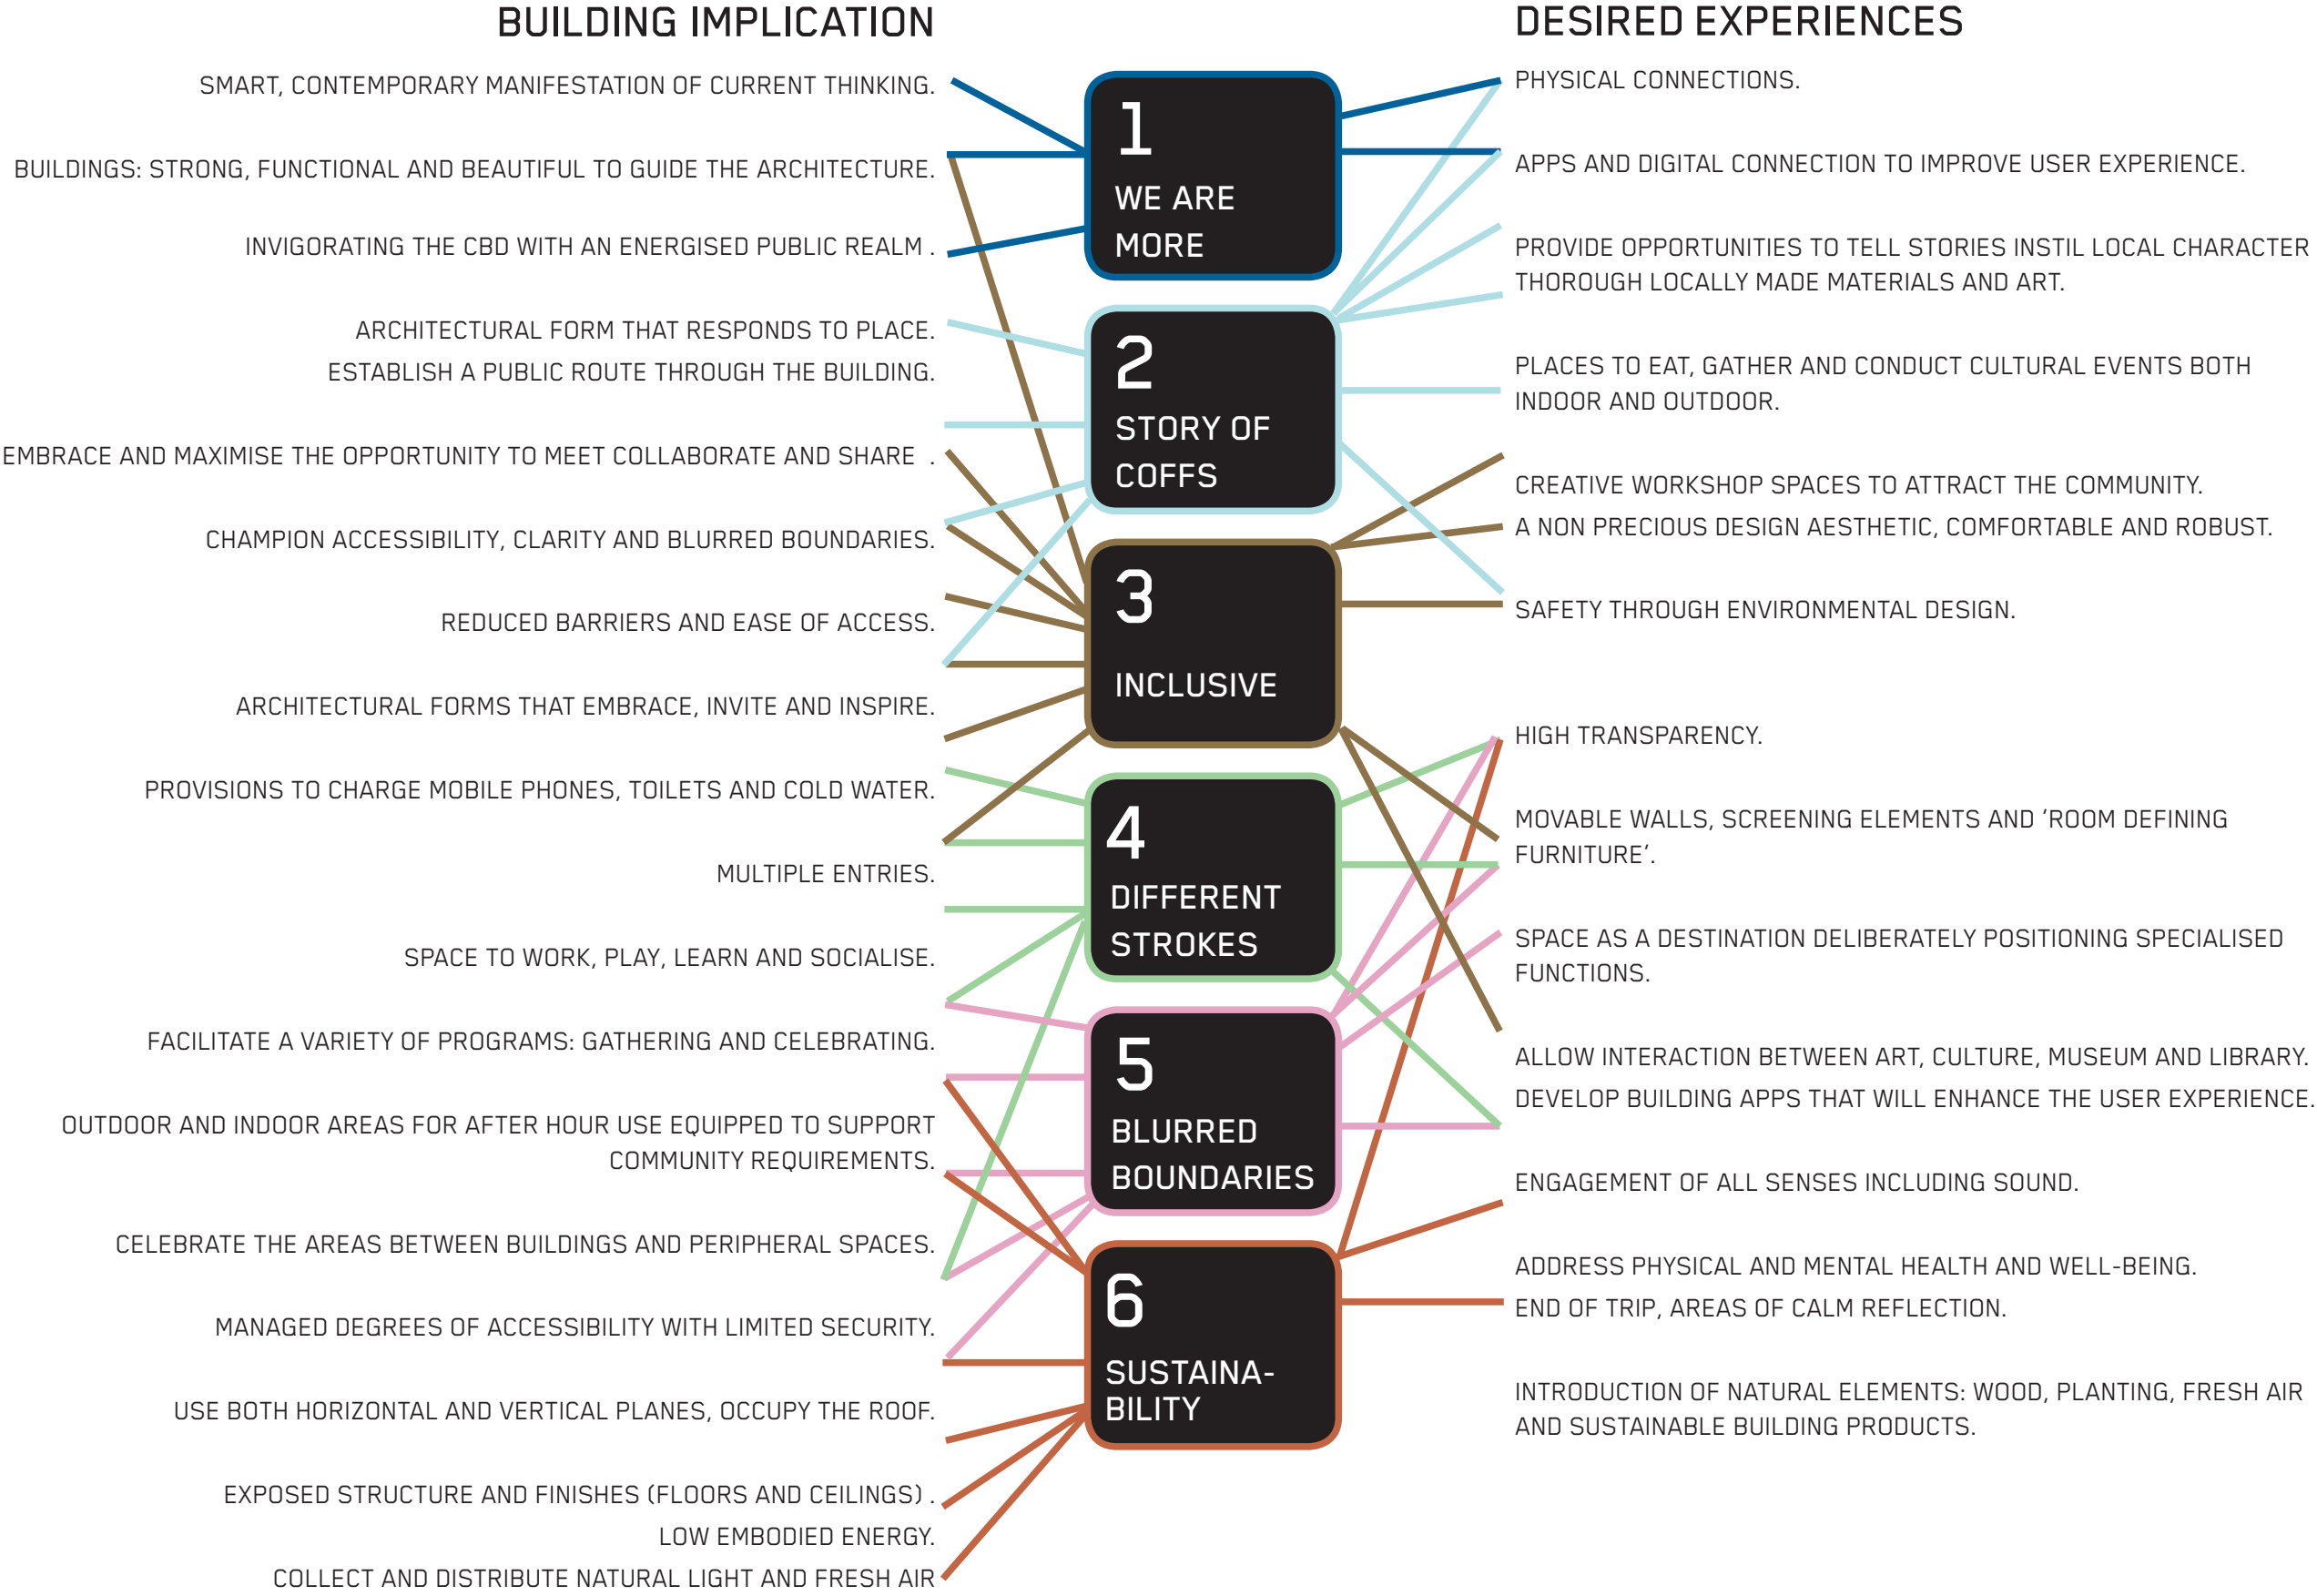 BUILDING IMPLICATION
SMART, CONTEMPORARY MANIFESTATION OF CURRENT THINKING.
BUILDINGS: STRONG, FUNCTIONAL AND BEAUTIFUL TO GUIDE THE ARCHITECTURE.
INVIGORATING THE CBD WITH AN ENERGISED PUBLIC REALM .
ARCHITECTURAL FORM THAT RESPONDS TO PLACE.
ESTABLISH A PUBLIC ROUTE THROUGH THE BUILDING.
EMBRACE AND MAXIMISE THE OPPORTUNITY TO MEET COLLABORATE AND SHARE .
CHAMPION ACCESSIBILITY, CLARITY AND BLURRED BOUNDARIES.
REDUCED BARRIERS AND EASE OF ACCESS.
ARCHITECTURAL FORMS THAT EMBRACE, INVITE AND INSPIRE.
PROVISIONS TO CHARGE MOBILE PHONES, TOILETS AND COLD WATER.
MULTIPLE ENTRIES.
SPACE TO WORK, PLAY, LEARN AND SOCIALISE.
FACILITATE A VARIETY OF PROGRAMS: GATHERING AND CELEBRATING.
OUTDOOR AND INDOOR AREAS FOR AFTER HOUR USE EQUIPPED TO SUPPORT
COMMUNITY REQUIREMENTS.
CELEBRATE THE AREAS BETWEEN BUILDINGS AND PERIPHERAL SPACES.
MANAGED DEGREES OF ACCESSIBILITY WITH LIMITED SECURITY.
USE BOTH HORIZONTAL AND VERTICAL PLANES, OCCUPY THE ROOF.
EXPOSED STRUCTURE AND FINISHES (FLOORS AND CEILINGS) .
LOW EMBODIED ENERGY.
COLLECT AND DISTRIBUTE NATURAL LIGHT AND FRESH AIR
1
WE ARE
MORE
2
STORY OF
COFFS
3
INCLUSIVE
4
DIFFERENT
STROKES
5
BLURRED
BOUNDARIES
6
SUSTAINA-
BILITY
DESIRED EXPERIENCES
PHYSICAL CONNECTIONS.
APPS AND DIGITAL CONNECTION TO IMPROVE USER EXPERIENCE.
PROVIDE OPPORTUNITIES TO TELL STORIES INSTIL LOCAL CHARACTER
THOROUGH LOCALLY MADE MATERIALS AND ART.
PLACES TO EAT, GATHER AND CONDUCT CULTURAL EVENTS BOTH
INDOOR AND OUTDOOR.
CREATIVE WORKSHOP SPACES TO ATTRACT THE COMMUNITY.
A NON PRECIOUS DESIGN AESTHETIC, COMFORTABLE AND ROBUST.
SAFETY THROUGH ENVIRONMENTAL DESIGN.
HIGH TRANSPARENCY.
MOVABLE WALLS, SCREENING ELEMENTS AND ‘ROOM DEFINING
FURNITURE’.
SPACE AS A DESTINATION DELIBERATELY POSITIONING SPECIALISED
FUNCTIONS.
ALLOW INTERACTION BETWEEN ART, CULTURE, MUSEUM AND LIBRARY.
DEVELOP BUILDING APPS THAT WILL ENHANCE THE USER EXPERIENCE.
ENGAGEMENT OF ALL SENSES INCLUDING SOUND.
ADDRESS PHYSICAL AND MENTAL HEALTH AND WELL-BEING.
END OF TRIP, AREAS OF CALM REFLECTION.
INTRODUCTION OF NATURAL ELEMENTS: WOOD, PLANTING, FRESH AIR
AND SUSTAINABLE BUILDING PRODUCTS.